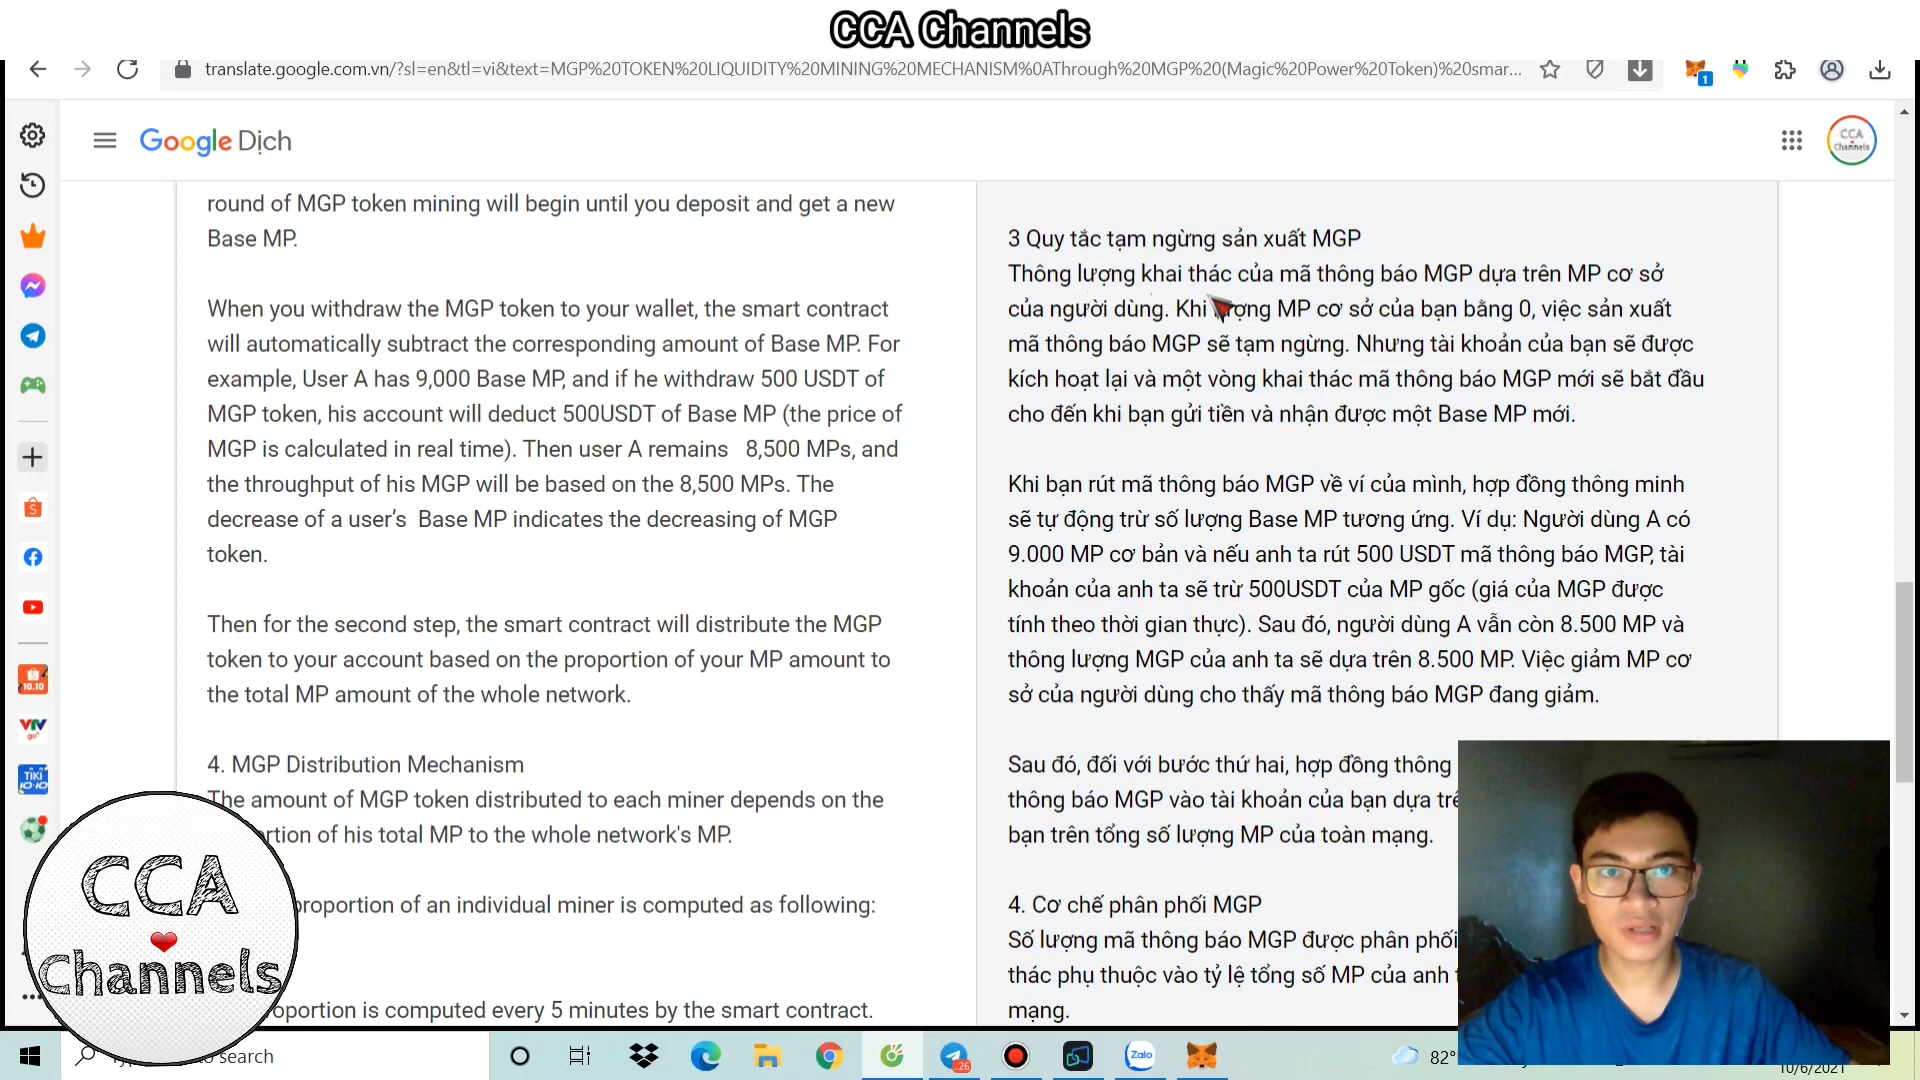 CCA Channels
translate.google.com.vn/?sl=en&tl=vi&text=MGP%20TOKEN%20LIQUIDITY%20MINING%20MECHANISM%0AThrough%20MGP%20(Magic%20Power%20Token)%20smar...
1
Google Dịch
CCA
Channels
round of MGP token mining will begin until you deposit and get a new
Base MP.
When you withdraw the MGP token to your wallet, the smart contract
will automatically subtract the corresponding amount of Base MP. For
example, User A has 9,000 Base MP, and if he withdraw 500 USDT of
MGP token, his account will deduct 500USDT of Base MP (the price of
MGP is calculated in real time). Then user A remains 8,500 MPs, and
the throughput of his MGP will be based on the 8,500 MPs. The
decrease of a user's Base MP indicates the decreasing of MGP
token.
Then for the second step, the smart contract will distribute the MGP
token to your account based on the proportion of your MP amount to
the total MP amount of the whole network.
4. MGP Distribution Mechanism
The amount of MGP token distributed to each miner depends on the
ortion of his total MP to the whole network's MP.
proportion of an individual miner is computed as following:
oportion is computed every 5 minutes by the smart contract.
3 Quy tắc tạm ngừng sản xuất MGP
Thông lượng khai thác của mã thông báo MGP dựa trên MP cơ sở
của người dùng. Khi lượng MP cơ sở của bạn bằng 0, việc sản xuất
mã thông báo MGP sẽ tạm ngừng. Nhưng tài khoản của bạn sẽ được
kích hoạt lại và một vòng khai thác mã thông báo MGP mới sẽ bắt đầu
cho đến khi bạn gửi tiền và nhận được một Base MP mới.
Khi bạn rút mã thông báo MGP về ví của mình, hợp đồng thông minh
sẽ tự động trừ số lượng Base MP tương ứng. Ví dụ: Người dùng A có
9.000 MP cơ bản và nếu anh ta rút 500 USDT mã thông báo MGP, tài
khoản của anh ta sẽ trừ 500USDT của MP gốc (giá của MGP được
tính theo thời gian thực). Sau đó, người dùng A vẫn còn 8.500 MP và
thông lượng MGP của anh ta sẽ dựa trên 8.500 MP. Việc giảm MP cơ
sở của người dùng cho thấy mã thông báo MGP đang giảm.
Sau đó, đối với bước thứ hai, hợp đồng thông
thông báo MGP vào tài khoản của bạn dựa trê
bạn trên tổng số lượng MP của toàn mạng.
4. Cơ chế phân phối MGP
Số lượng mã thông báo MGP được phân phối
thác phụ thuộc vào tỷ lệ tổng số MP của anh
mạng.
10.10
VTV
go
TIKI
10·10
CCA
Channels
search
26
Zalo
82°
10/6/2021